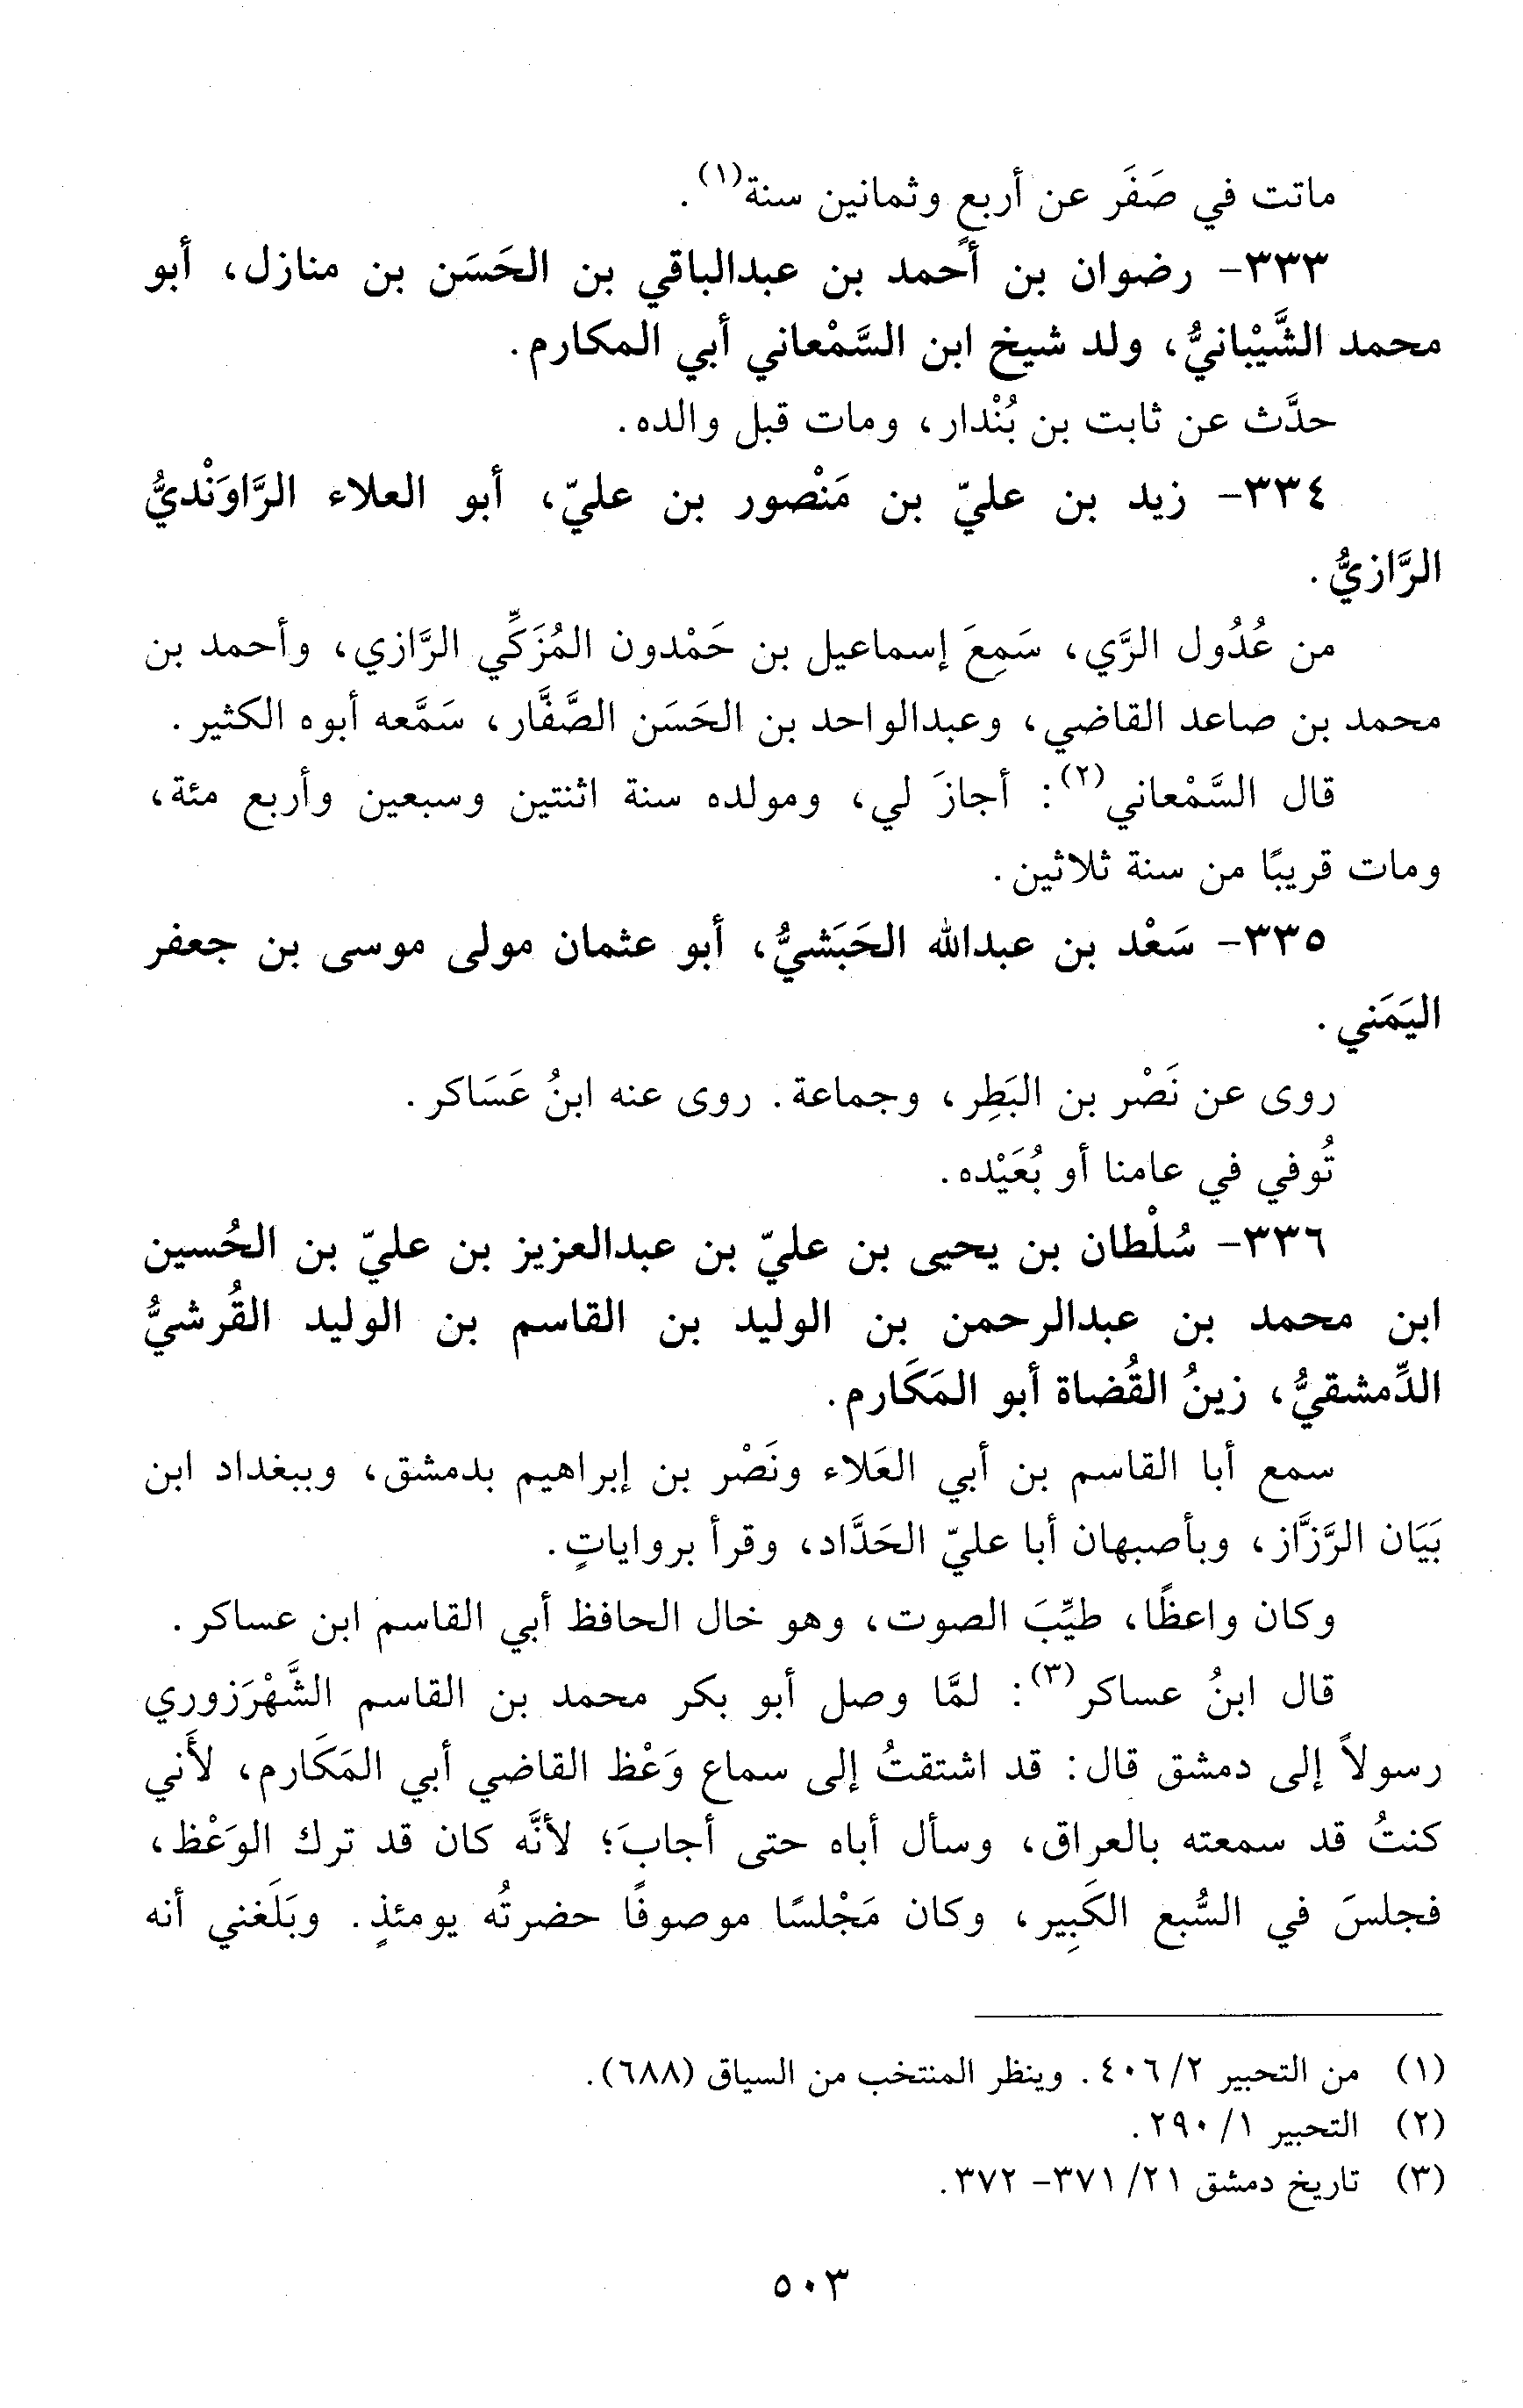 ماتت في صَفَر عن أربعٍ وثمانين سنة(١).
٣٣٣- رضوان بن أحمد بن عبدالباقي بن الحَسَن بن منازل، أبو
محمد الشَّيْبانيُّ، ولد شيخ ابن السَّمْعاني أبي المكارم.
حدَّث عن ثابت بن بُنْدار، ومات قبل والده.
٣٣٤- زيد بن عليّ بن مَنْصور بن عليّ، أبو العلاء الرَّاوَنْديُّ
الرَّازيُّ.
من عُدُول الرَّي، سَمِعَ إسماعيل بن حَمْدون المُزَكِّي الرَّازي، وأحمد بن
محمد بن صاعد القاضي، وعبدالواحد بن الحَسَن الصَّفَّار، سَمَّعه أبوه الكثير.
قال السَّمْعاني(٢): أجازَ لي، ومولده سنة اثنتين وسبعين وأربع مئة،
ومات قريبًا من سنة ثلاثين.
٣٣٥- سَعْد بن عبدالله الحَبَشيُّ، أبو عثمان مولى موسى بن جعفر
اليَمَني.
روى عن نَصْر بن البَطِر، وجماعة. روى عنه ابنُ عَسَاكر.
تُوفي في عامنا أو بُعَيْده.
٣٣٦- سُلْطان بن يحيى بن عليّ بن عبدالعزيز بن عليّ بن الحُسين
ابن محمد بن عبدالرحمن بن الوليد بن القاسم بن الوليد القُرشيُّ
الدِّمشقيُّ، زينُ القُضاة أبو المَكَارم.
سمع أبا القاسم بن أبي العَلاء ونَصْر بن إبراهيم بدمشق، وببغداد ابن
بَيَان الرَّزَّاز، وبأصبهان أبا عليّ الحَدَّاد، وقرأ برواياتٍ.
وكان واعظًا، طيِّبَ الصوت، وهو خال الحافظ أبي القاسم ابن عساكر.
قال ابنُ عساكر(٣): لمَّا وصل أبو بكر محمد بن القاسم الشَّهْرَزوري
رسولاً إلى دمشق قال: قد اشتقتُ إلى سماع وَعْظ القاضي أبي المَكَارم، لأَني
كنتُ قد سمعته بالعراق، وسأل أباه حتى أجابَ؛ لأنَّه كان قد ترك الوَعْظ،
فجلسَ في السُّبع الكَبِير، وكان مَجْلسًا موصوفًا حضرتُه يومئذٍ. وبَلَغني أنه
(١) من التحبير ٢/ ٤٠٦. وينظر المنتخب من السياق (٦٨٨).
(٢) التحبير ١/ ٢٩٠.
(٣) تاريخ دمشق ٢١/ ٣٧١- ٣٧٢.
٥٠٣